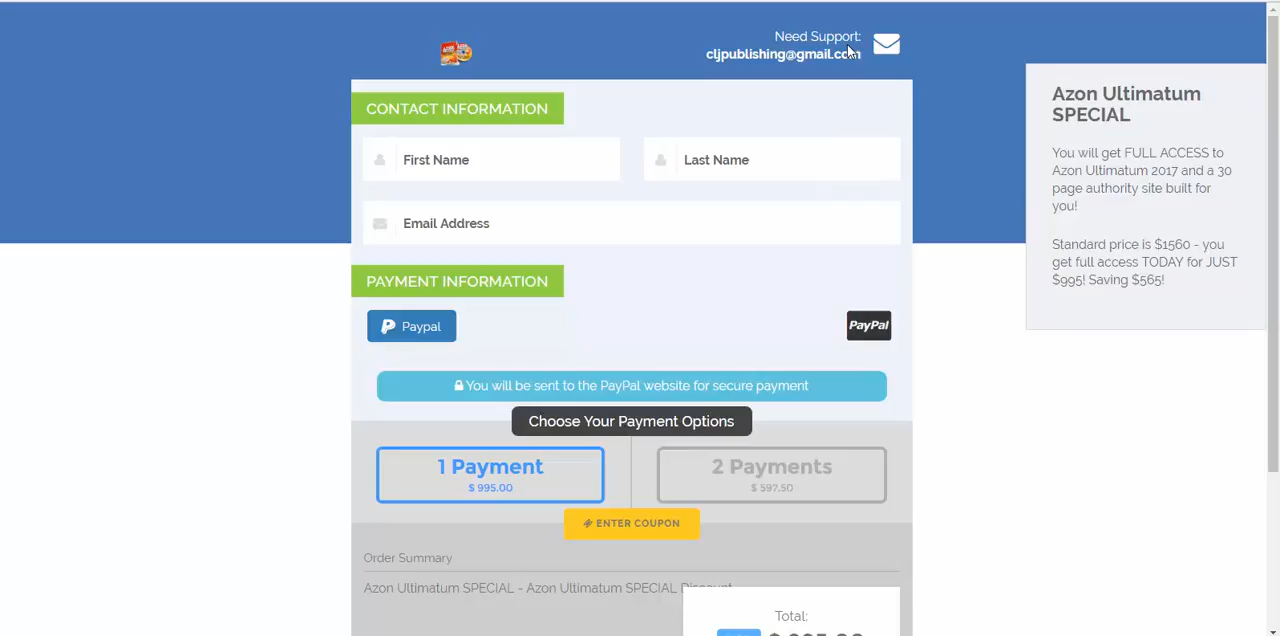 Need Support:
cljpublishing@gmail.com
CONTACT INFORMATION
First Name
Last Name
Email Address
PAYMENT INFORMATION
Paypal
PayPal
You will be sent to the PayPal website for secure payment
Choose Your Payment Options
1 Payment
$ 995.00
2 Payments
$ 597.50
ENTER COUPON
Order Summary
Azon Ultimatum SPECIAL - Azon Ultimatum SPECIAL Discount
Total:
Azon Ultimatum
SPECIAL
You will get FULL ACCESS to
Azon Ultimatum 2017 and a 30
page authority site built for
you!
Standard price is $1560 - you
get full access TODAY for JUST
$995! Saving $565!